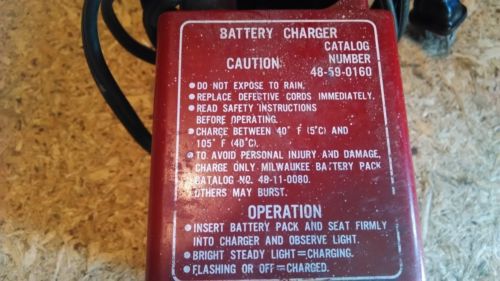 BATTERY CHARGER
CATALOG
CAUTION: NUMBER
48-59-0160
● DO NOT EXPOSE TO RAIN.
● REPLACE DEFECTIVE CORDS IMMEDIATELY.
● READ SAFETY INSTRUCTIONS
BEFORE OPERATING.
● CHARGE BETWEEN 40° F (5°C) AND
105° F (40°C).
● TO AVOID PERSONAL INJURY AND DAMAGE,
CHARGE ONLY MILWAUKEE BATTERY PACK
CATALOG NO. 48-11-0080.
OTHERS MAY BURST.
OPERATION
● INSERT BATTERY PACK AND SEAT FIRMLY
INTO CHARGER AND OBSERVE LIGHT.
● BRIGHT STEADY LIGHT=CHARGING.
● FLASHING OR OFF=CHARGED.